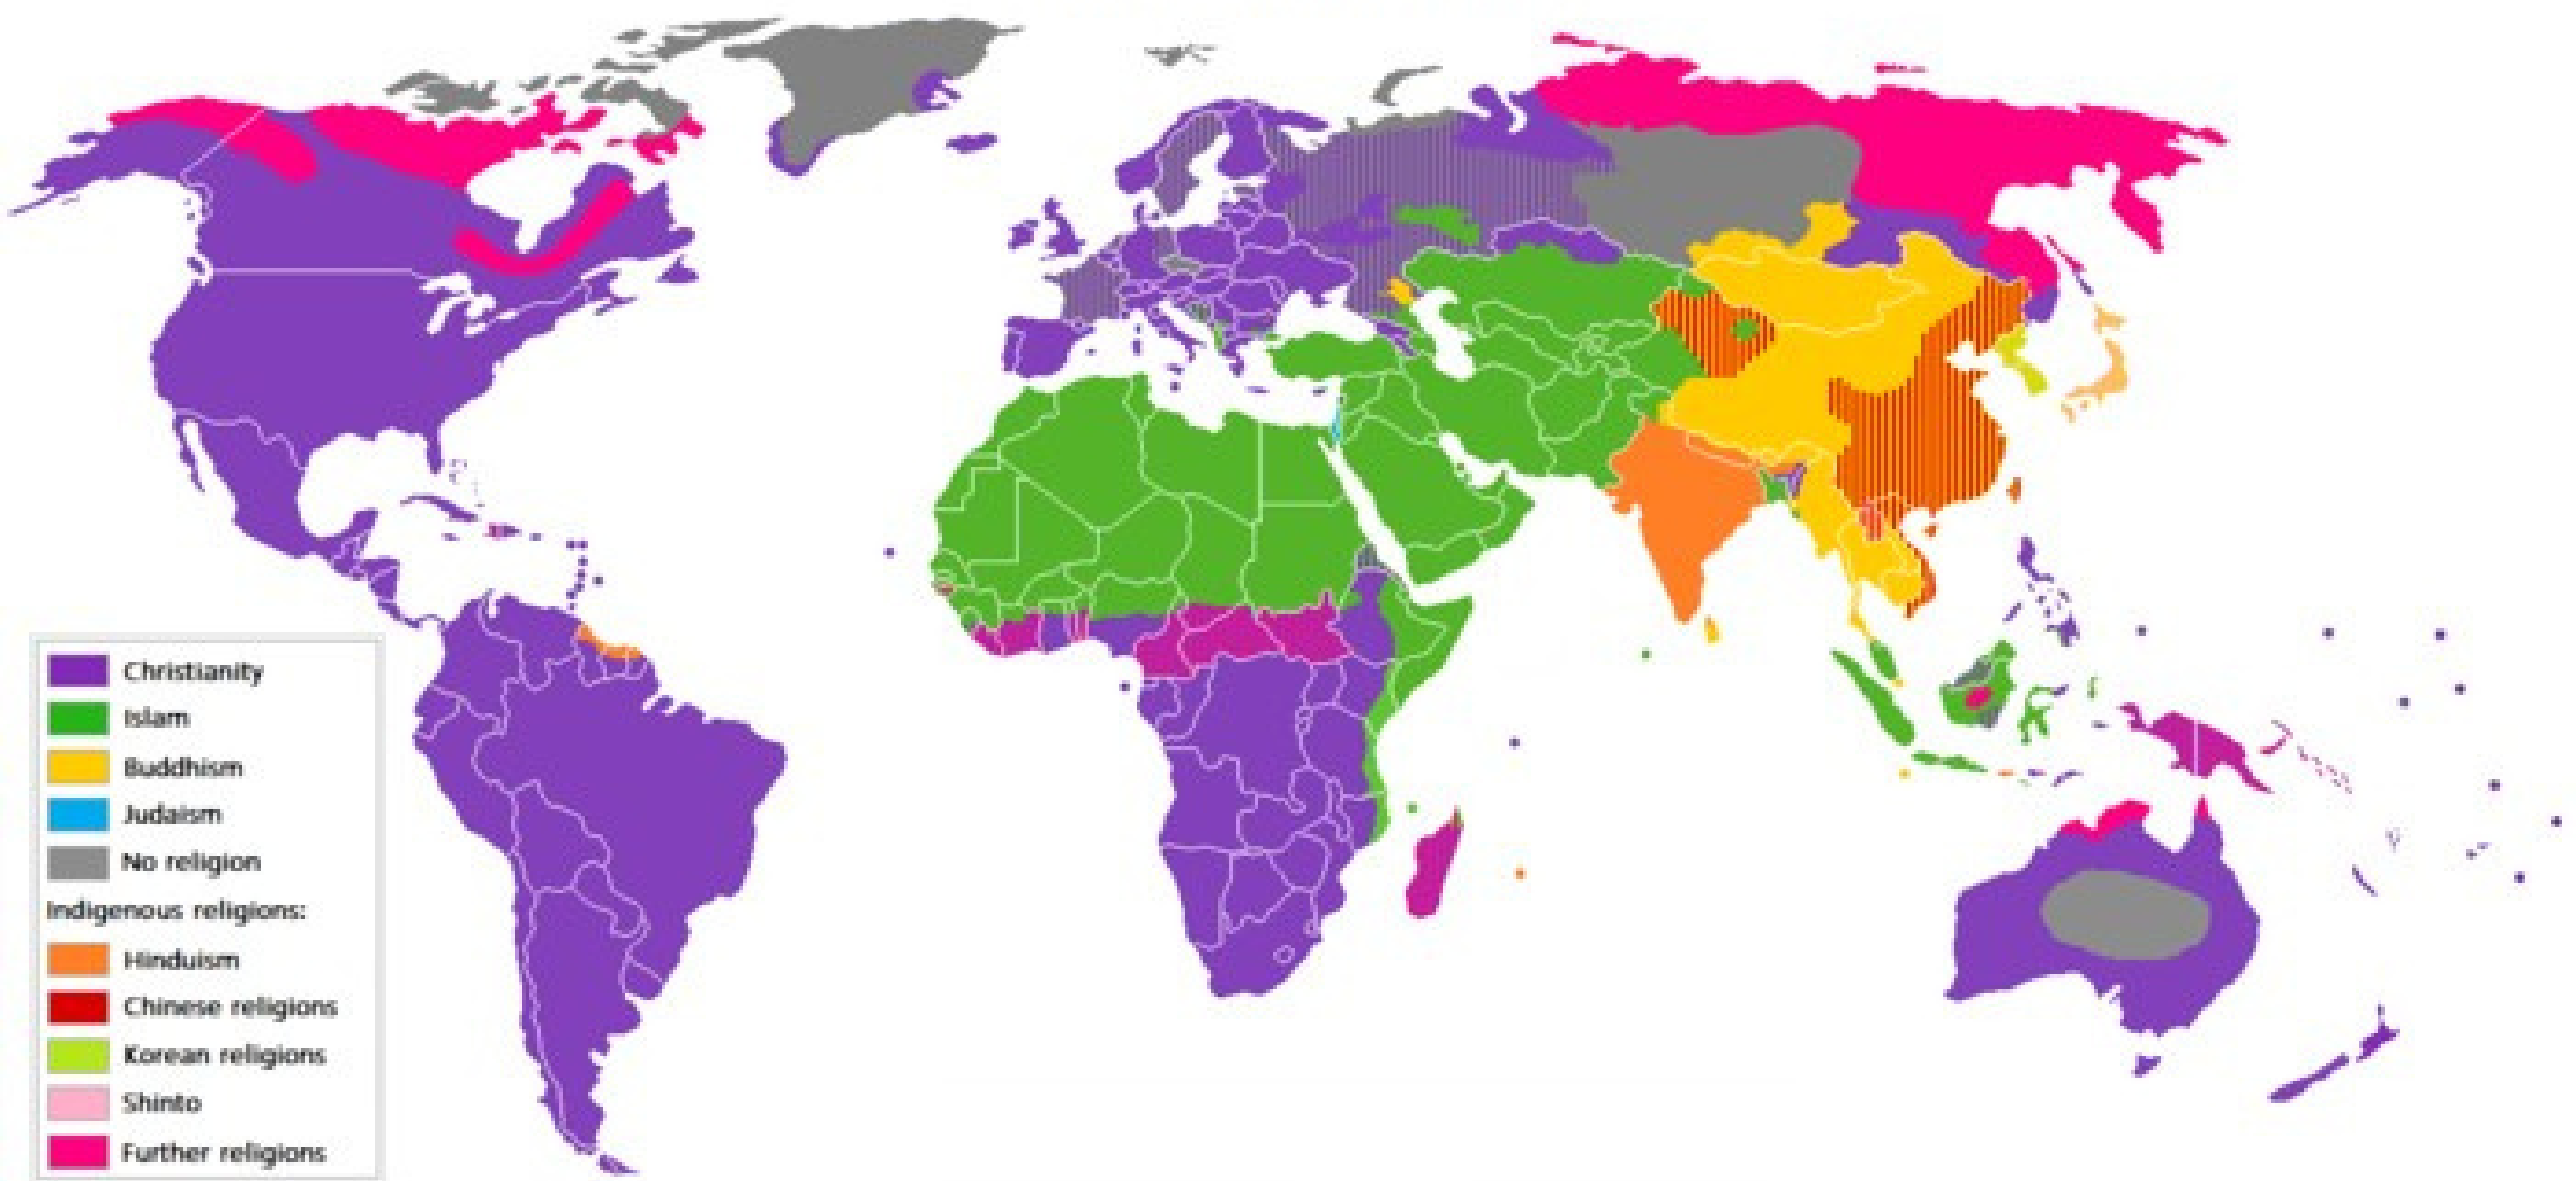 Christianity
Islam
Buddhism
Judaism
No religion
Indigenous religions:
Hinduism
Chinese religions
Korean religions
Shinto
Further religions